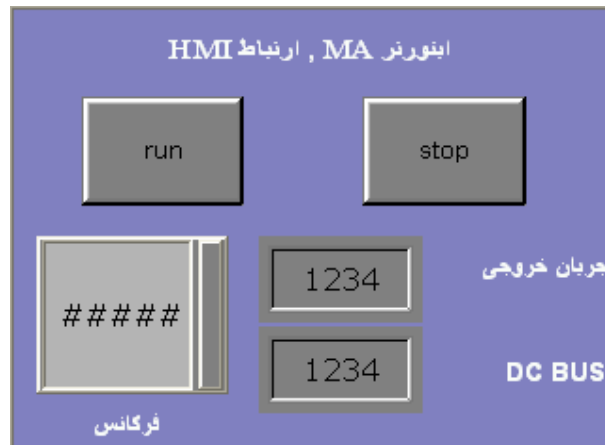 اینورتر MA , ارتباط HMI
run
stop
#####
1234
جریان خروجی
1234
DC BUS
فرکانس